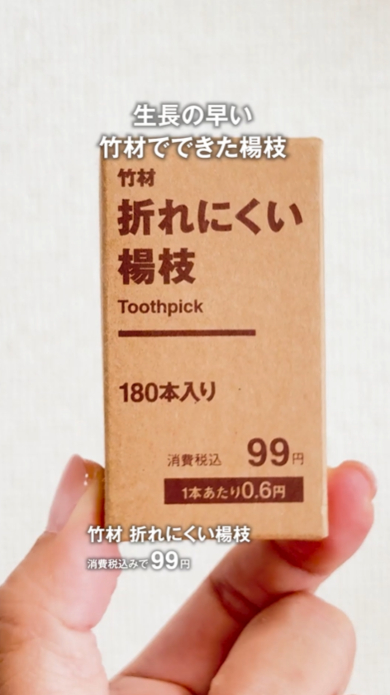 生長の早い
竹材でできた楊枝
竹材
折れにくい
楊枝
Toothpick
180本入り
消費税込 99円
1本あたり0.6円
竹材 折れにくい楊枝
消費税込みで99円